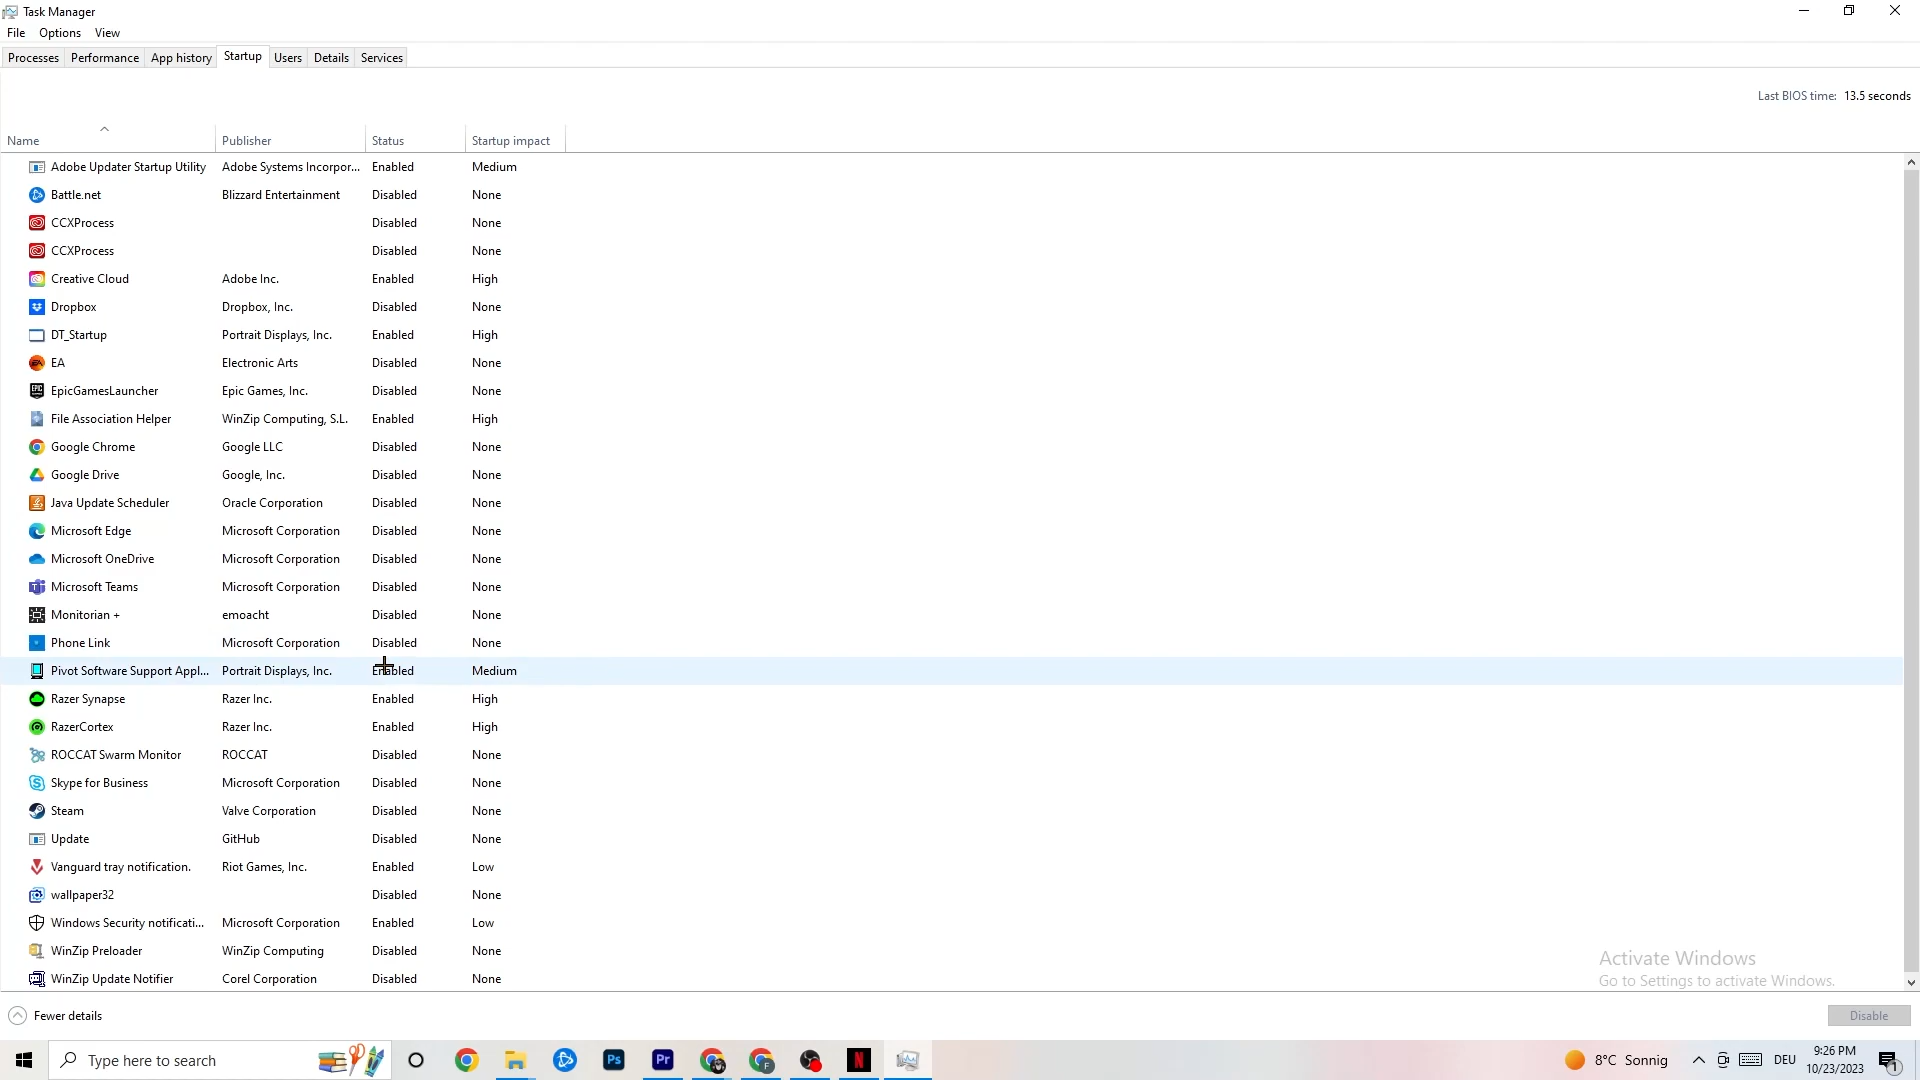 Task Manager
File Options View
Processes Performance App history Startup Users Details Services
Last BIOS time: 13.5 seconds
Name Publisher Status Startup impact
Adobe Updater Startup Utility Adobe Systems Incorpor... Enabled Medium
Battle.net Blizzard Entertainment Disabled None
CCXProcess Disabled None
CCXProcess Disabled None
Creative Cloud Adobe Inc. Enabled High
Dropbox Dropbox, Inc. Disabled None
DT_Startup Portrait Displays, Inc. Enabled High
EA Electronic Arts Disabled None
EpicGamesLauncher Epic Games, Inc. Disabled None
File Association Helper WinZip Computing, S.L. Enabled High
Google Chrome Google LLC Disabled None
Google Drive Google, Inc. Disabled None
Java Update Scheduler Oracle Corporation Disabled None
Microsoft Edge Microsoft Corporation Disabled None
Microsoft OneDrive Microsoft Corporation Disabled None
Microsoft Teams Microsoft Corporation Disabled None
Monitorian + emoacht Disabled None
Phone Link Microsoft Corporation Disabled None
Pivot Software Support Appl... Portrait Displays, Inc. Enabled Medium
Razer Synapse Razer Inc. Enabled High
RazerCortex Razer Inc. Enabled High
ROCCAT Swarm Monitor ROCCAT Disabled None
Skype for Business Microsoft Corporation Disabled None
Steam Valve Corporation Disabled None
Update GitHub Disabled None
Vanguard tray notification. Riot Games, Inc. Enabled Low
wallpaper32 Disabled None
Windows Security notificati... Microsoft Corporation Enabled Low
WinZip Preloader WinZip Computing Disabled None
WinZip Update Notifier Corel Corporation Disabled None
Activate Windows
Go to Settings to activate Windows.
Fewer details Disable
Type here to search Ps Pr F N 8°C Sonnig DEU 9:26 PM 1
10/23/2023